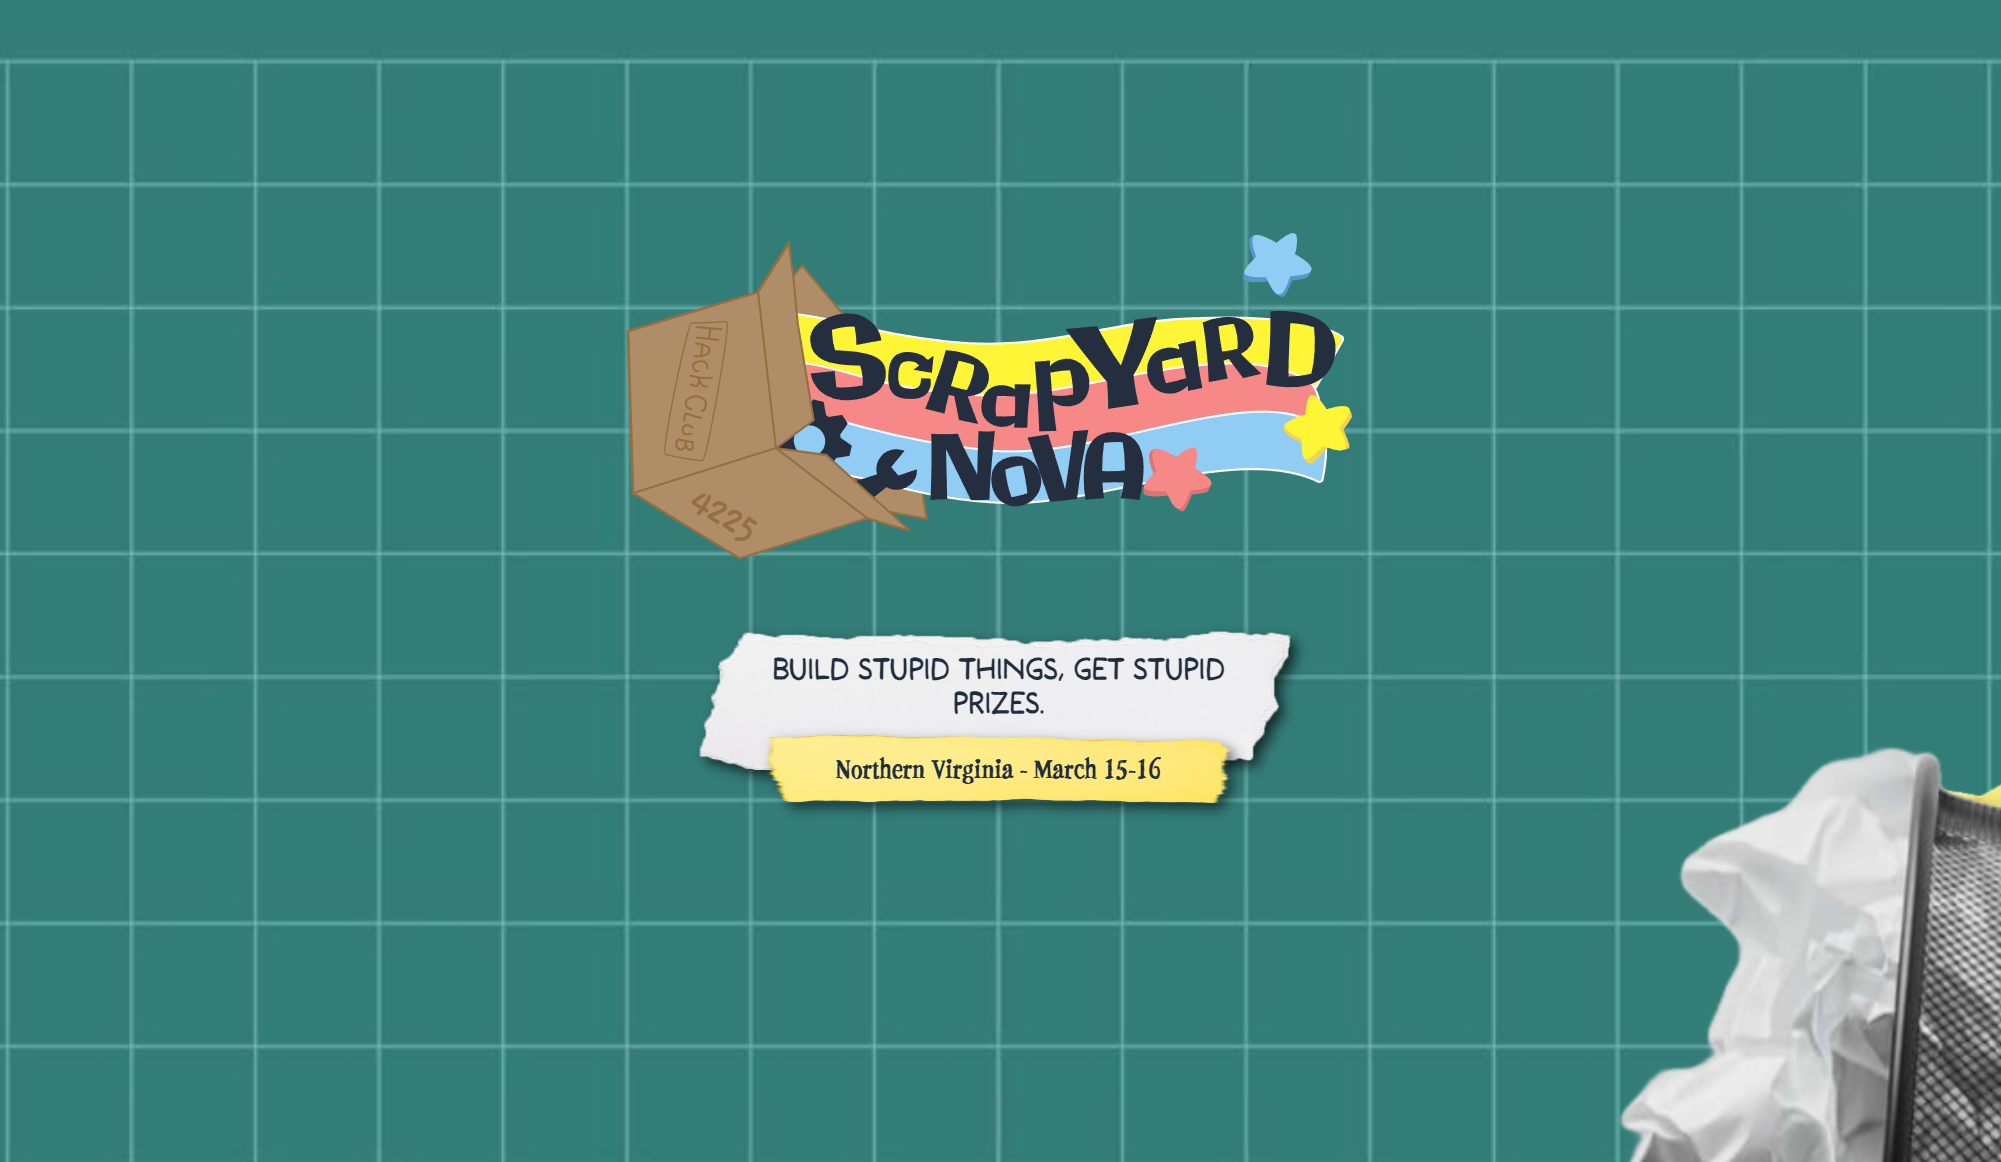 HAcK CLuB
4225
ScRapYaRD
NoVA
BUILD STUPID THINGS, GET STUPID
PRIZES.
Northern Virginia - March 15-16